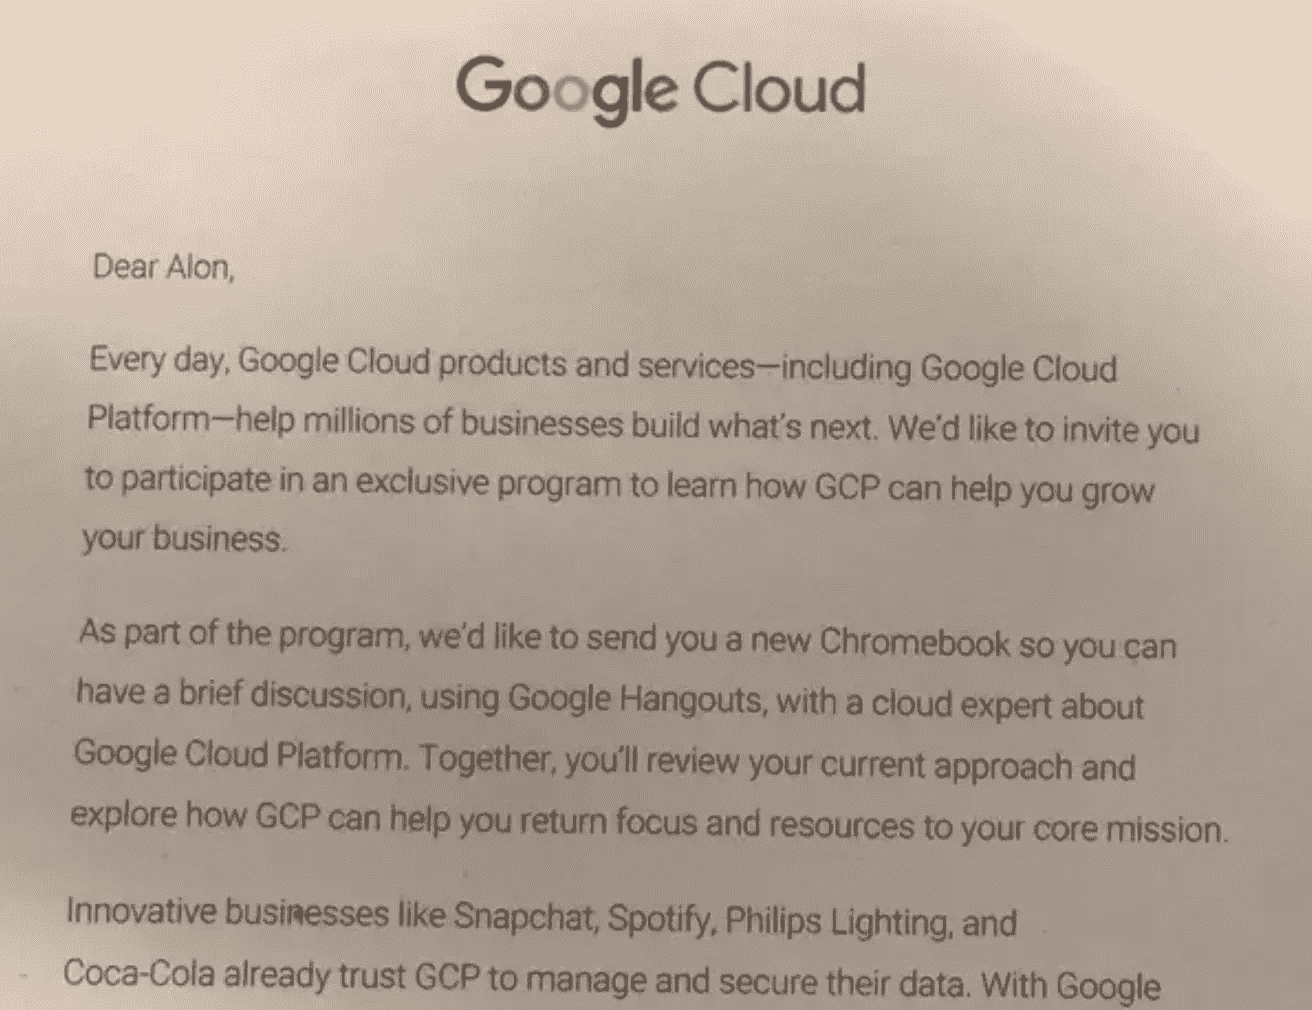 Google Cloud
Dear Alon,
Every day, Google Cloud products and services—including Google Cloud
Platform—help millions of businesses build what's next. We'd like to invite you
to participate in an exclusive program to learn how GCP can help you grow
your business.
As part of the program, we'd like to send you a new Chromebook so you can
have a brief discussion, using Google Hangouts, with a cloud expert about
Google Cloud Platform. Together, you'll review your current approach and
explore how GCP can help you return focus and resources to your core mission.
Innovative businesses like Snapchat, Spotify, Philips Lighting, and
Coca-Cola already trust GCP to manage and secure their data. With Google